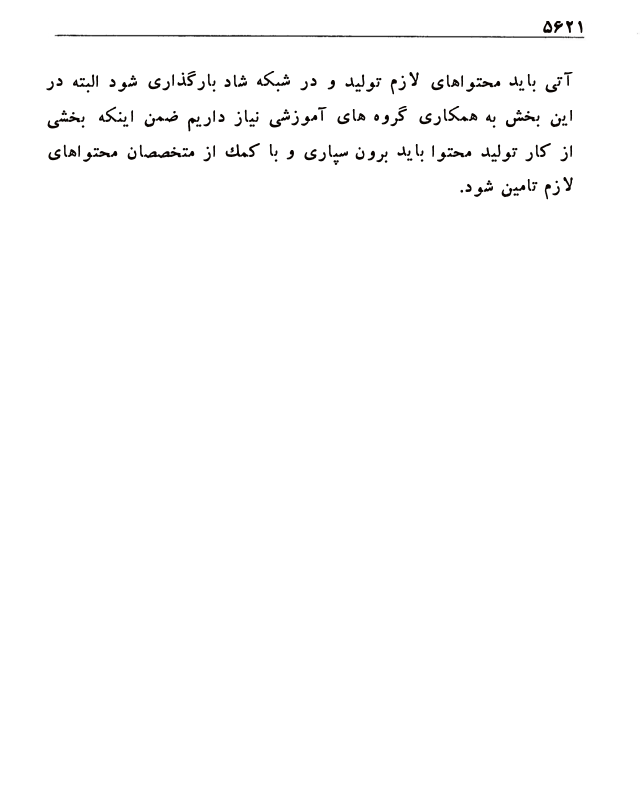 ۵۶۲۱
آتی باید محتواهای لازم تولید و در شبکه شاد بارگذاری شود البته در
این بخش به همکاری گروه های آموزشی نیاز داریم ضمن اینکه بخشی
از کار تولید محتوا باید برون سپاری و با کمك از متخصصان محتواهای
لازم تامین شود.